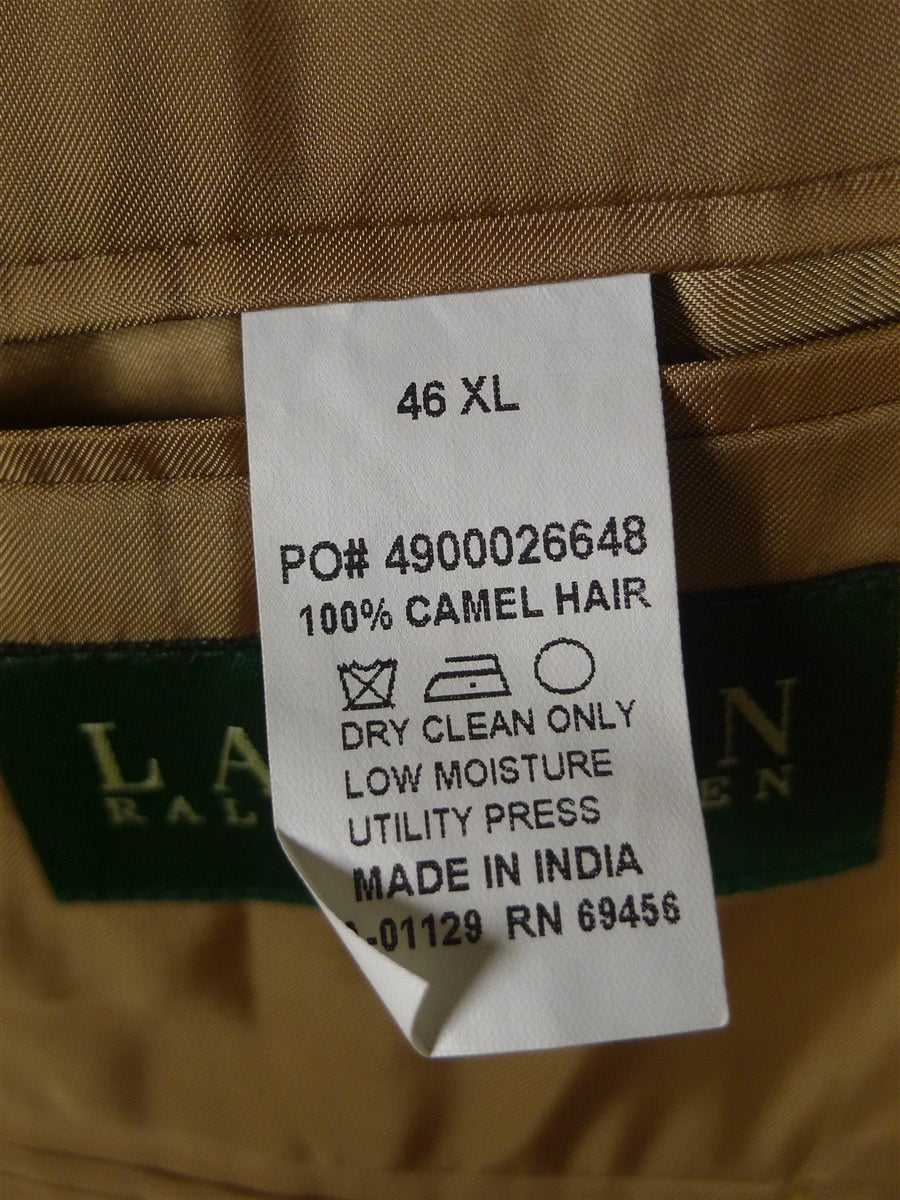 46 XL
PO# 4900026648
100% CAMEL HAIR
DRY CLEAN ONLY
LOW MOISTURE
UTILITY PRESS
MADE IN INDIA
-01129 RN 69456